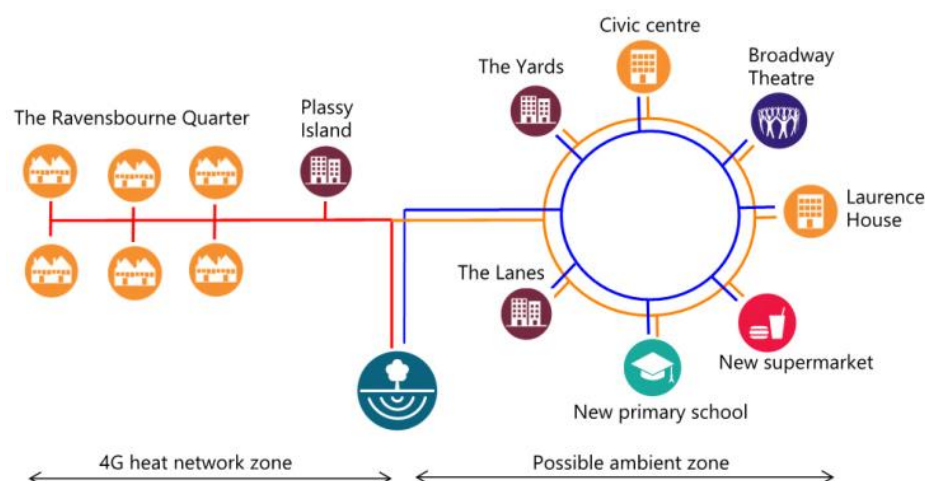 Civic centre
The Yards
Broadway
Theatre
Plassy
Island
The Ravensbourne Quarter
Laurence
House
The Lanes
New supermarket
New primary school
4G heat network zone
Possible ambient zone